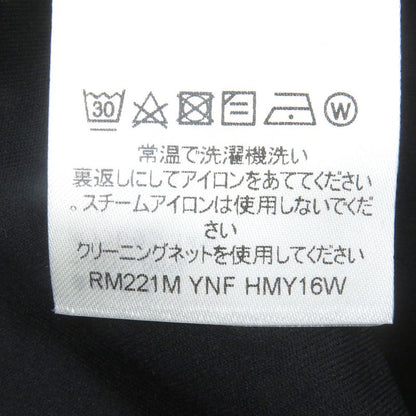 30 W
常温で洗濯機洗い
裏返しにしてアイロンをあててください
。スチームアイロンは使用しないでくだ
さい
クリーニングネットを使用してください
RM221M YNF HMY16W